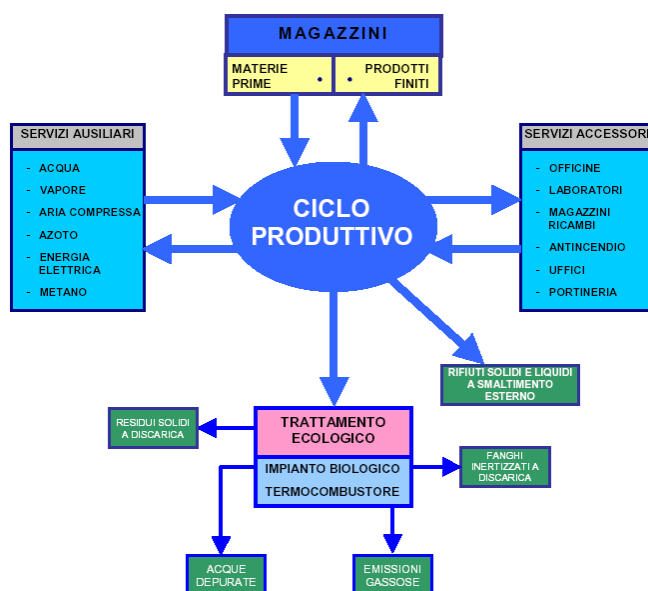 MAGAZZINI
MATERIE
PRIME
PRODOTTI
FINITI
SERVIZI AUSILIARI
- ACQUA
- VAPORE
- ARIA COMPRESSA
- AZOTO
- ENERGIA
ELETTRICA
- METANO
CICLO
PRODUTTIVO
SERVIZI ACCESSORI
- OFFICINE
- LABORATORI
- MAGAZZINI
RICAMBI
- ANTINCENDIO
- UFFICI
- PORTINERIA
RIFIUTI SOLIDI E LIQUIDI
A SMALTIMENTO
ESTERNO
RESIDUI SOLIDI
A DISCARICA
TRATTAMENTO
ECOLOGICO
IMPIANTO BIOLOGICO
TERMOCOMBUSTORE
FANGHI
INERTIZZATI A
DISCARICA
ACQUE
DEPURATE
EMISSIONI
GASSOSE